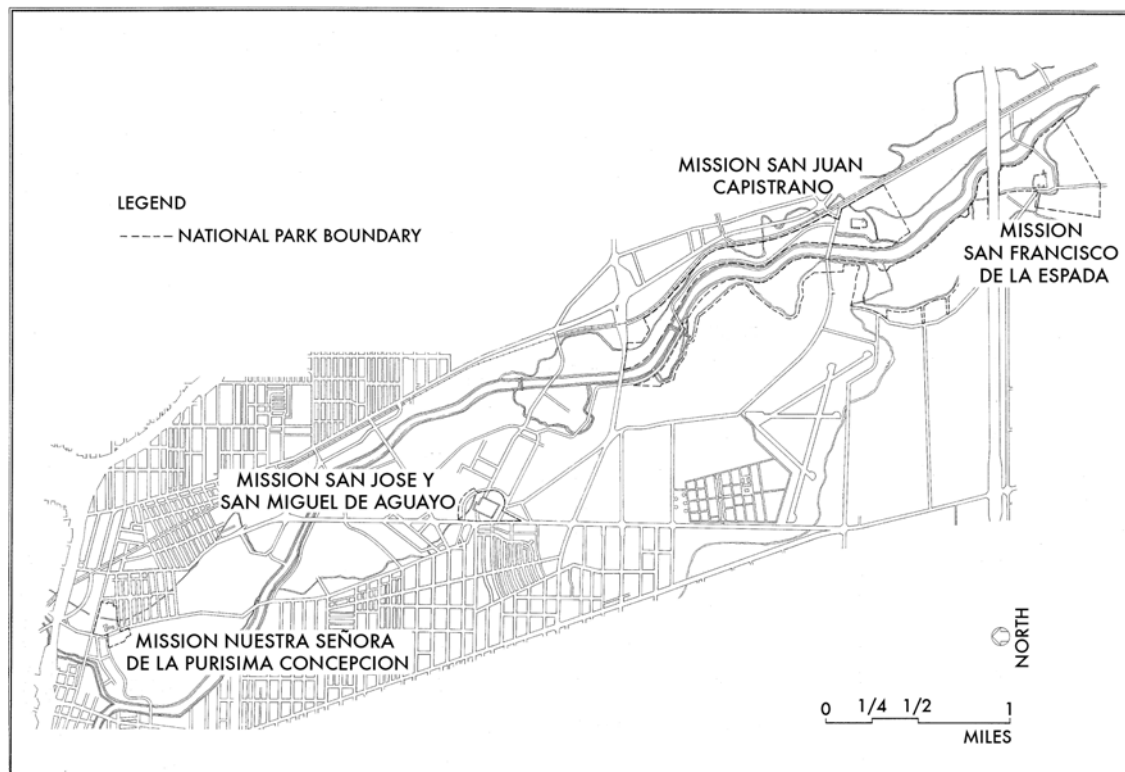 MISSION SAN JUAN
CAPISTRANO
LEGEND
NATIONAL PARK BOUNDARY
MISSION
SAN FRANCISCO
DE LA ESPADA
MISSION SAN JOSE Y
SAN MIGUEL DE AGUAYO
MISSION NUESTRA SEÑORA
DE LA PURISIMA CONCEPCION
NORTH
0 1/4 1/2 1
MILES